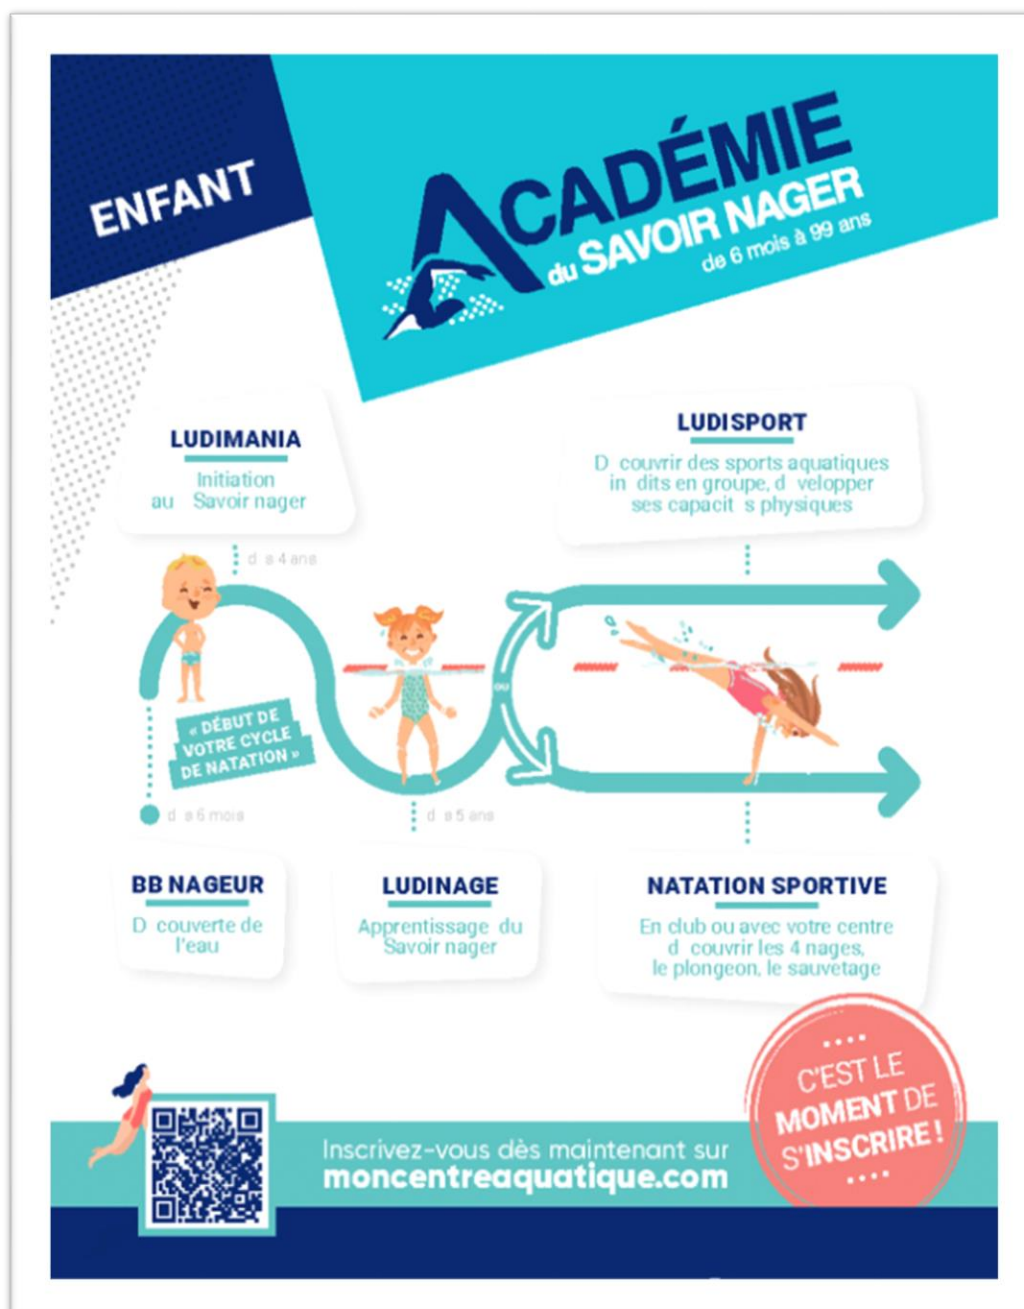 ENFANT
ACADÉMIE
du SAVOIR NAGER
de 6 mois à 99 ans
LUDIMANIA
Initiation
au Savoir nager
LUDISPORT
D couvrir des sports aquatiques
in dits en groupe, d velopper
ses capacit s physiques
d s 4 ans
OU
« DÉBUT DE
VOTRE CYCLE
DE NATATION »
d s 6 mois
d s 5 ans
BB NAGEUR
D couverte de
l'eau
LUDINAGE
Apprentissage du
Savoir nager
NATATION SPORTIVE
En club ou avec votre centre
d couvrir les 4 nages,
le plongeon, le sauvetage
C'EST LE
MOMENT DE
S'INSCRIRE !
Inscrivez-vous dès maintenant sur
moncentreaquatique.com